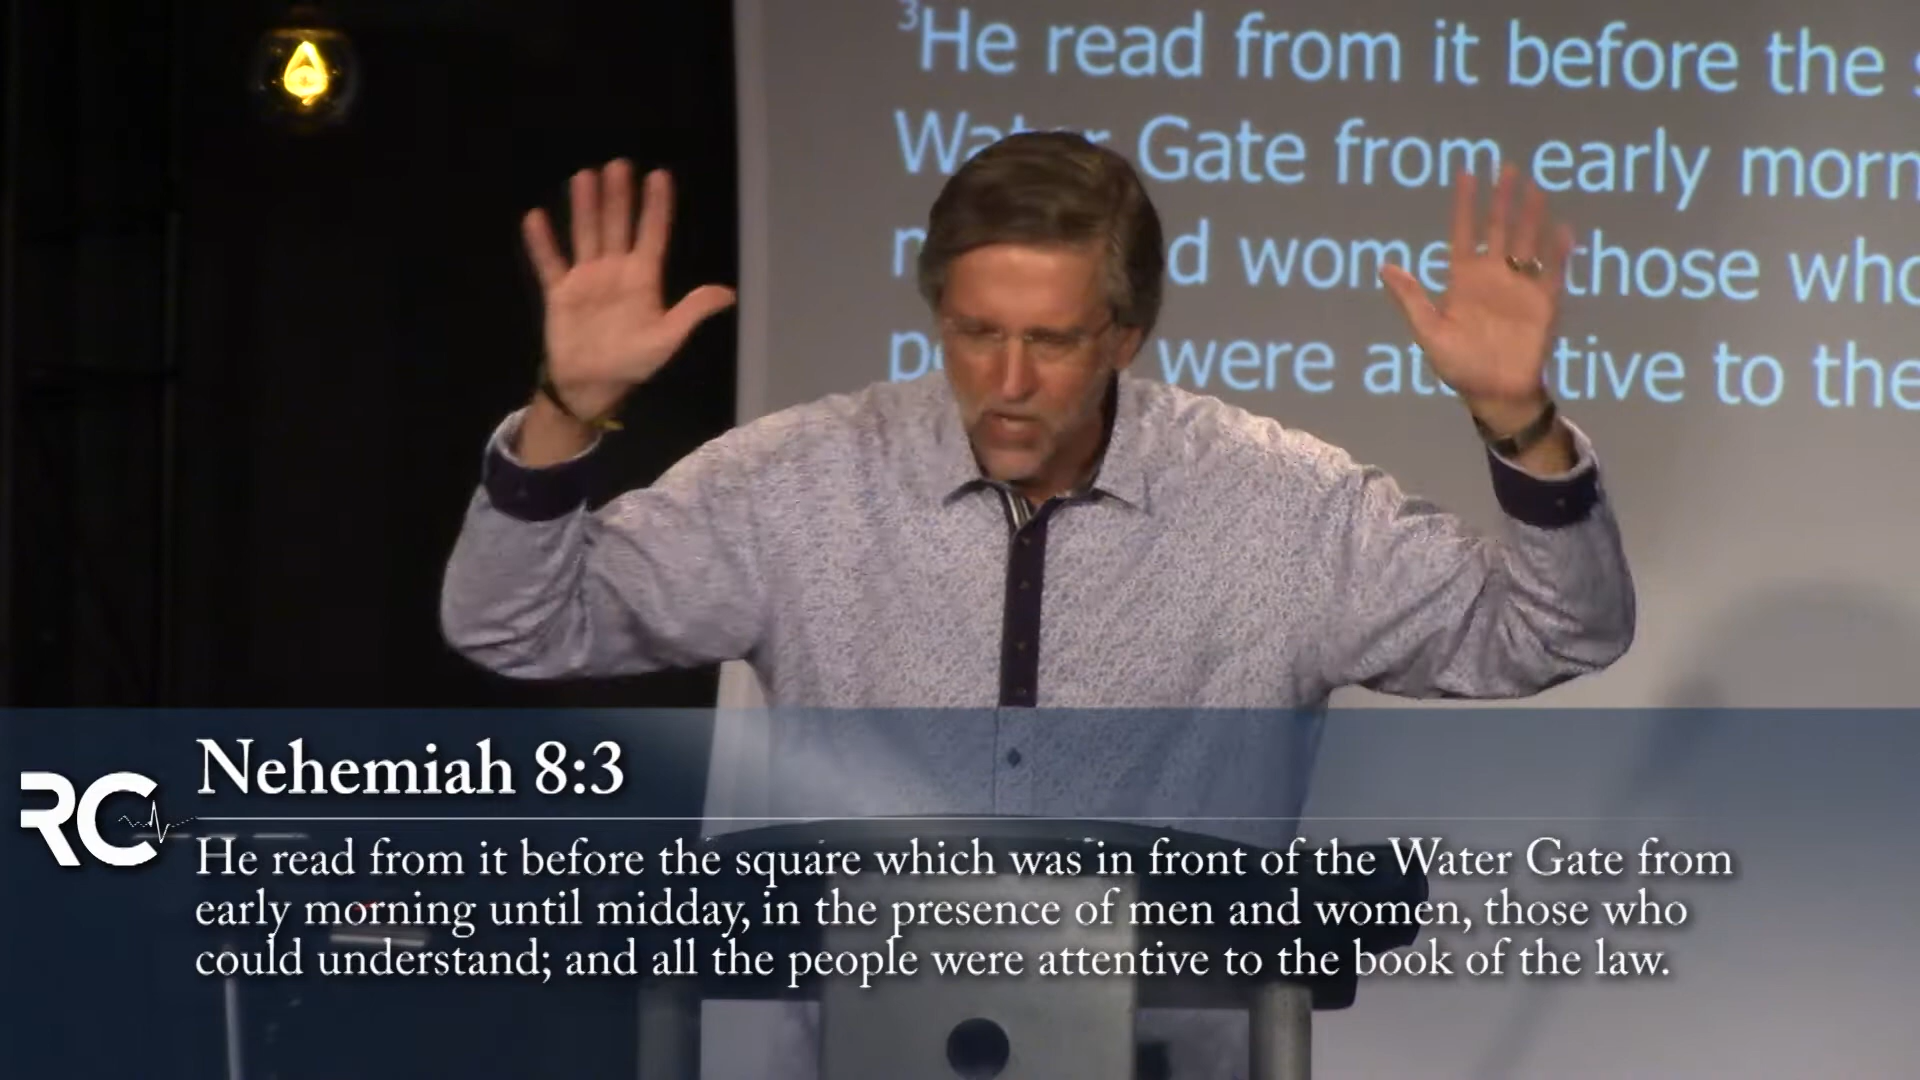 ³He read from it before the
Water Gate from early morn
d women those who
were attentive to the
Nehemiah 8:3
RC
He read from it before the square which was in front of the Water Gate from
early morning until midday, in the presence of men and women, those who
could understand; and all the people were attentive to the book of the law.